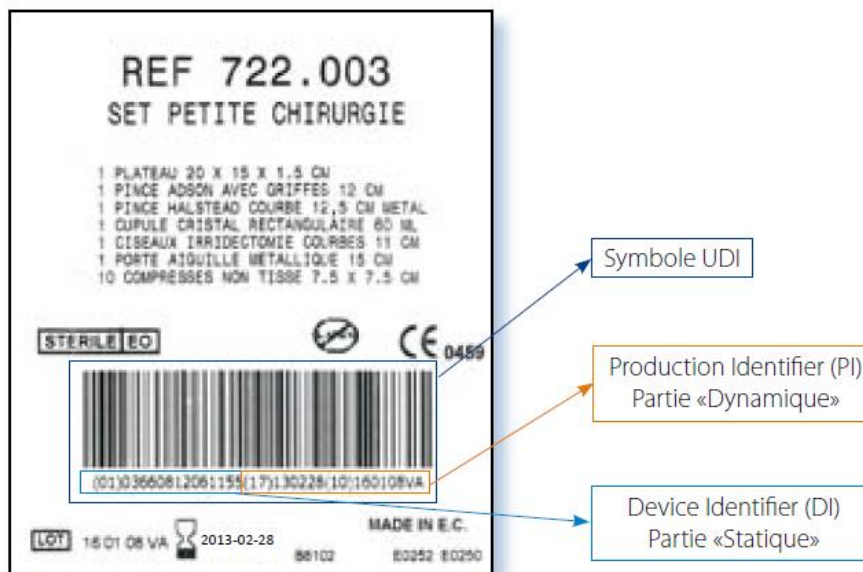 REF 722.003
SET PETITE CHIRURGIE
1 PLATEAU 20 X 15 X 1.5 CM
1 PINCE ADSON AVEC GRIFFES 12 CM
1 PINCE HALSTEAD COURBE 12,5 CM METAL
1 CUPULE CRISTAL RECTANGULAIRE 60 ML
1 CISEAUX IRRIDECTOMIE COURBES 11 CM
1 PORTE AIGUILLE METALLIQUE 15 CM
10 COMPRESSES NON TISSE 7.5 X 7.5 CM
Symbole UDI
STERILE EO
CE 0459
Production Identifier (PI)
Partie «Dynamique»
(01)03660812061155(17)130228(10)160108VA
Device Identifier (DI)
Partie «Statique»
MADE IN E.C.
LOT 16 01 08 VA 2013-02-28
E0252 E0250